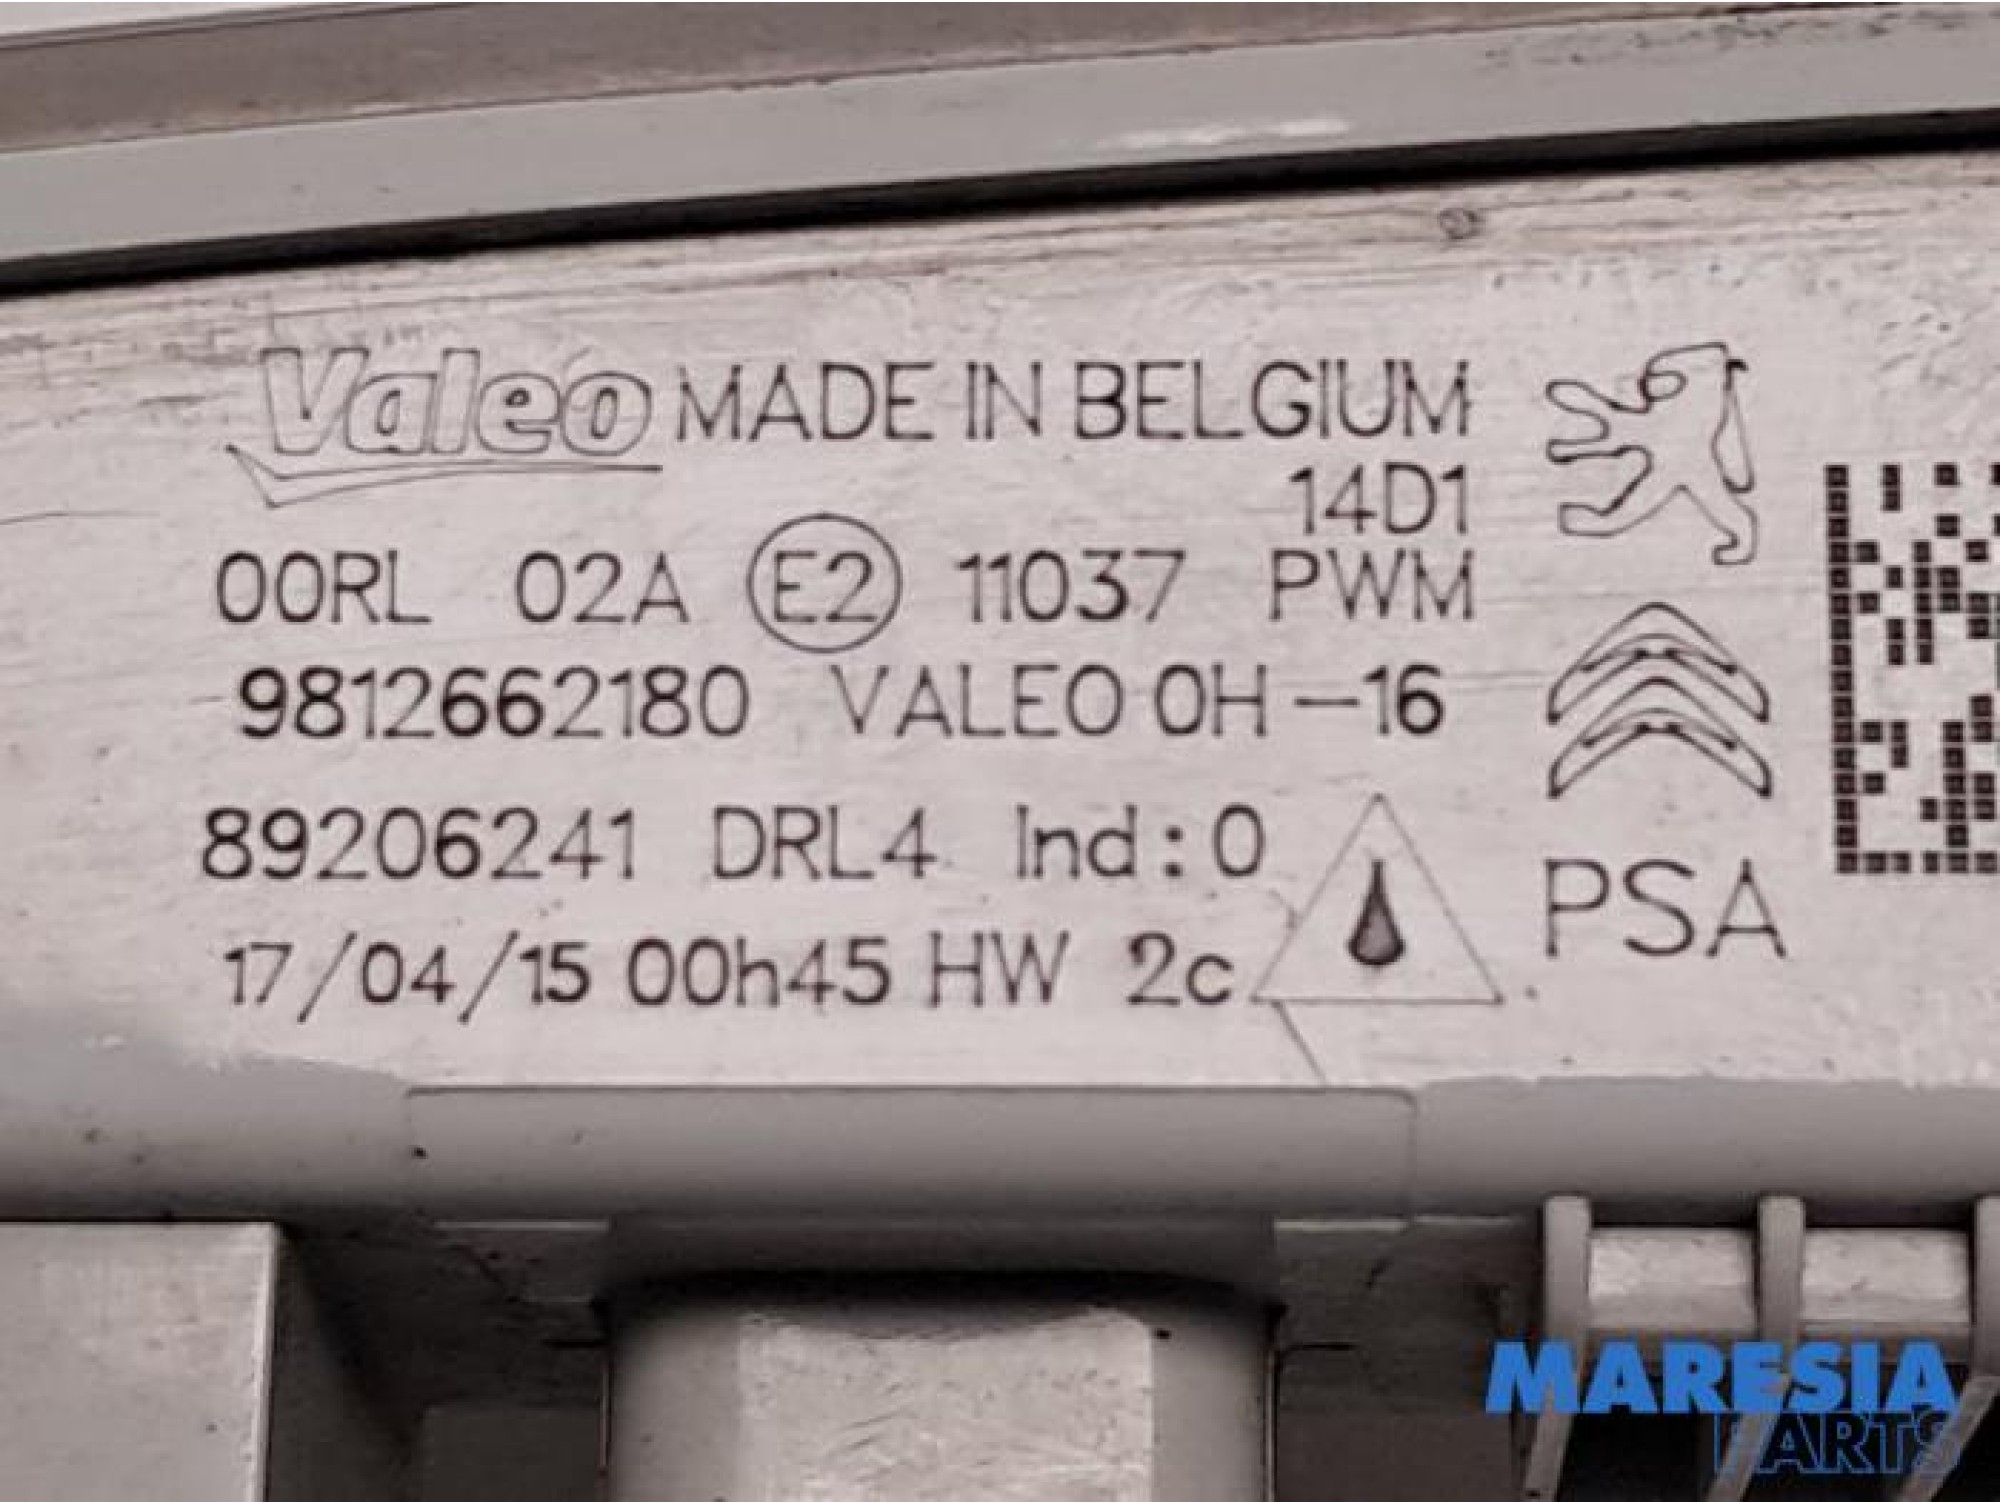 Valeo MADE IN BELGIUM
14D1
00RL 02A E2 11037 PWM
9812662180 VALEO 0H -16
89206241 DRL4 Ind : 0
17/04/15 00h45 HW 2c
PSA
MARESIA
PARTS